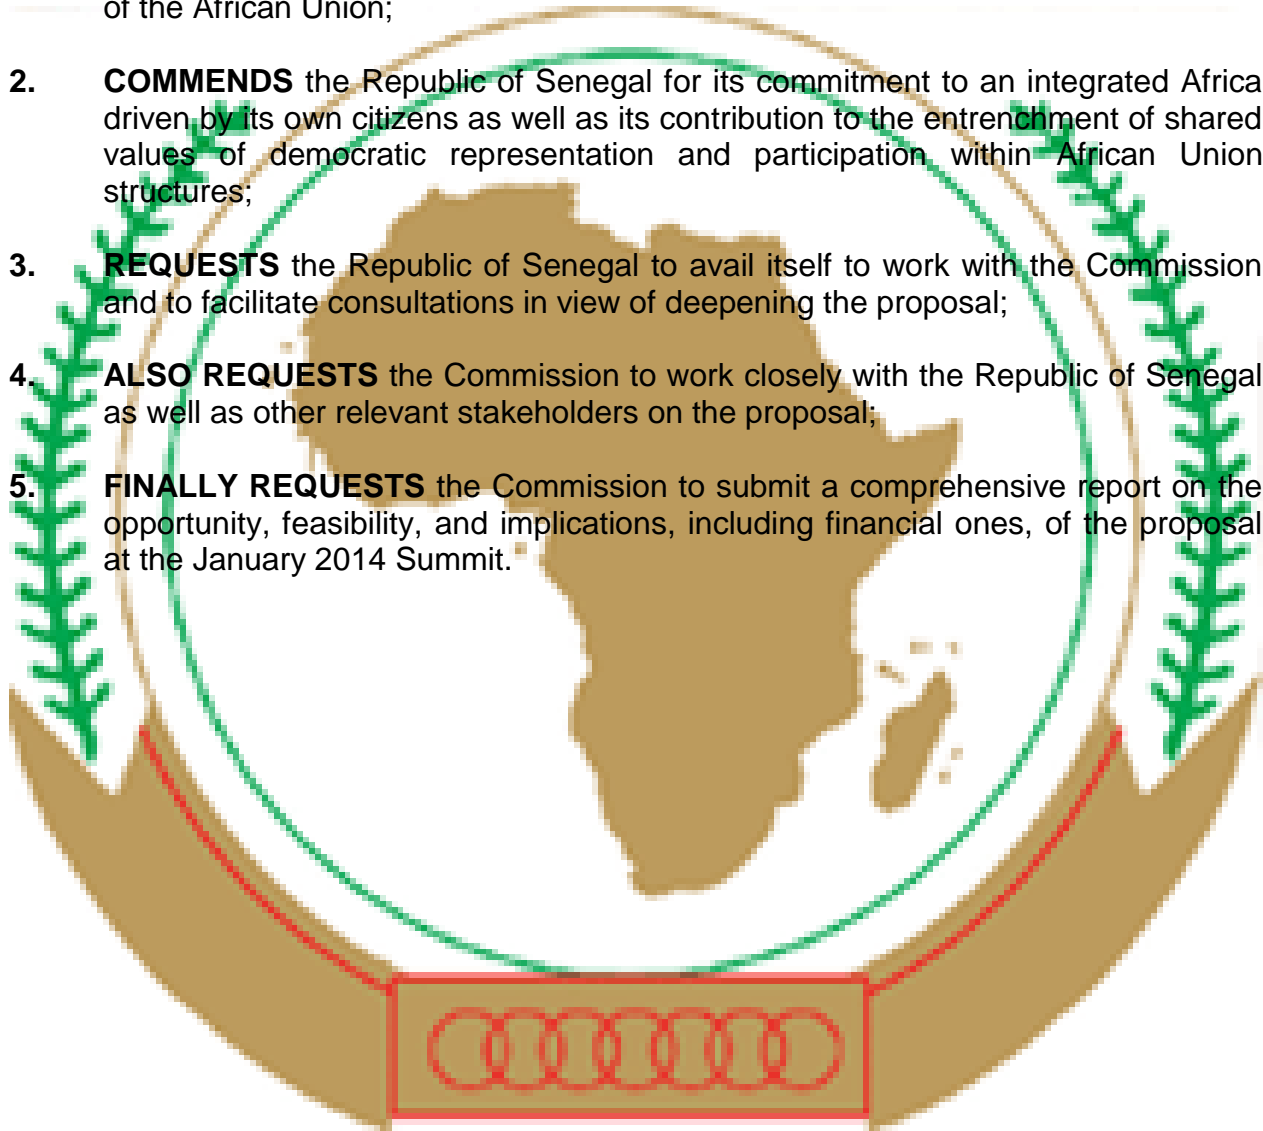 of the African Union;
2. COMMENDS the Republic of Senegal for its commitment to an integrated Africa
driven by its own citizens as well as its contribution to the entrenchment of shared
values of democratic representation and participation within African Union
structures;
3. REQUESTS the Republic of Senegal to avail itself to work with the Commission
and to facilitate consultations in view of deepening the proposal;
4. ALSO REQUESTS the Commission to work closely with the Republic of Senegal
as well as other relevant stakeholders on the proposal;
5. FINALLY REQUESTS the Commission to submit a comprehensive report on the
opportunity, feasibility, and implications, including financial ones, of the proposal
at the January 2014 Summit.